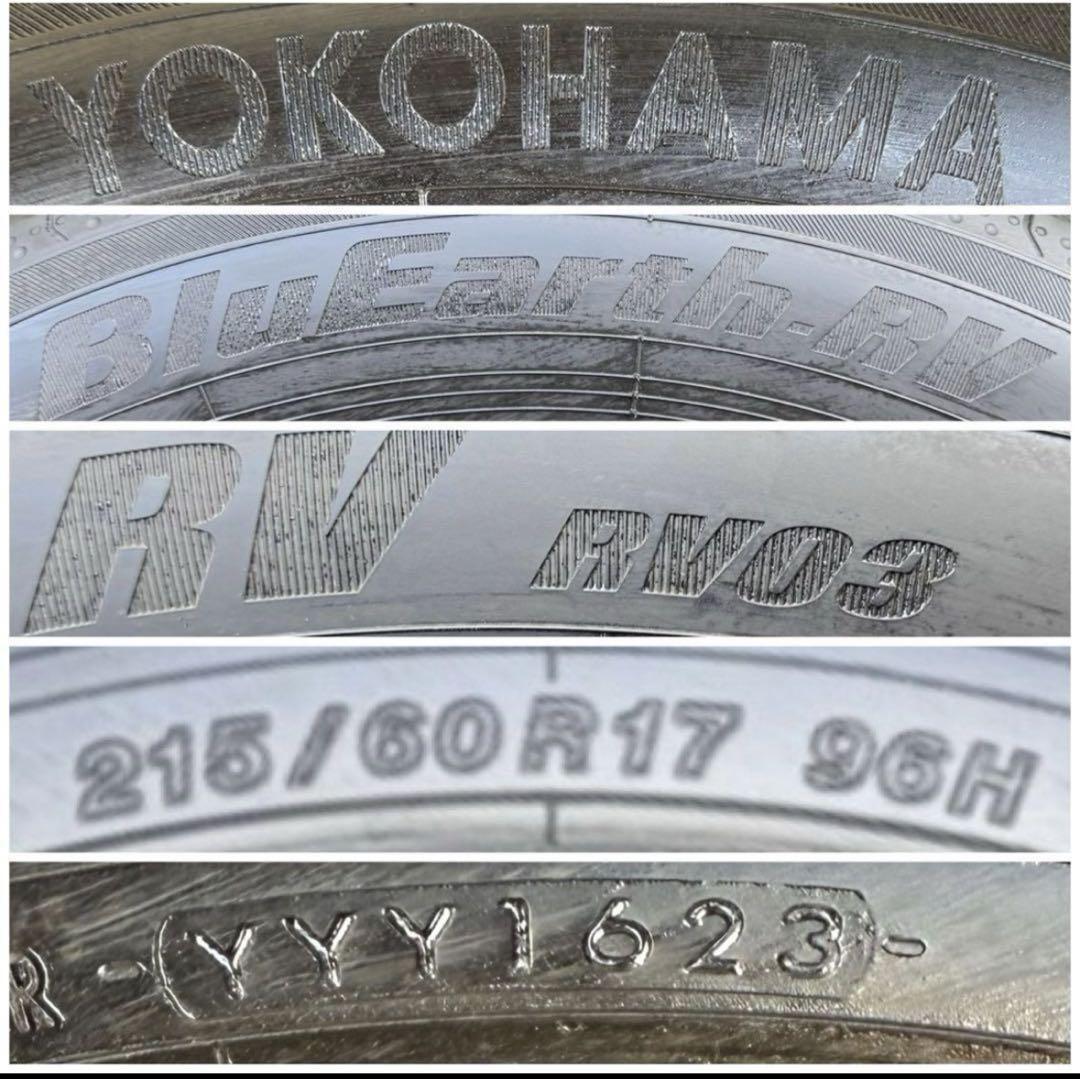 YOKOHAMA
BluEarth-RV
RV RV03
215/60R17 96H
R YYY1623